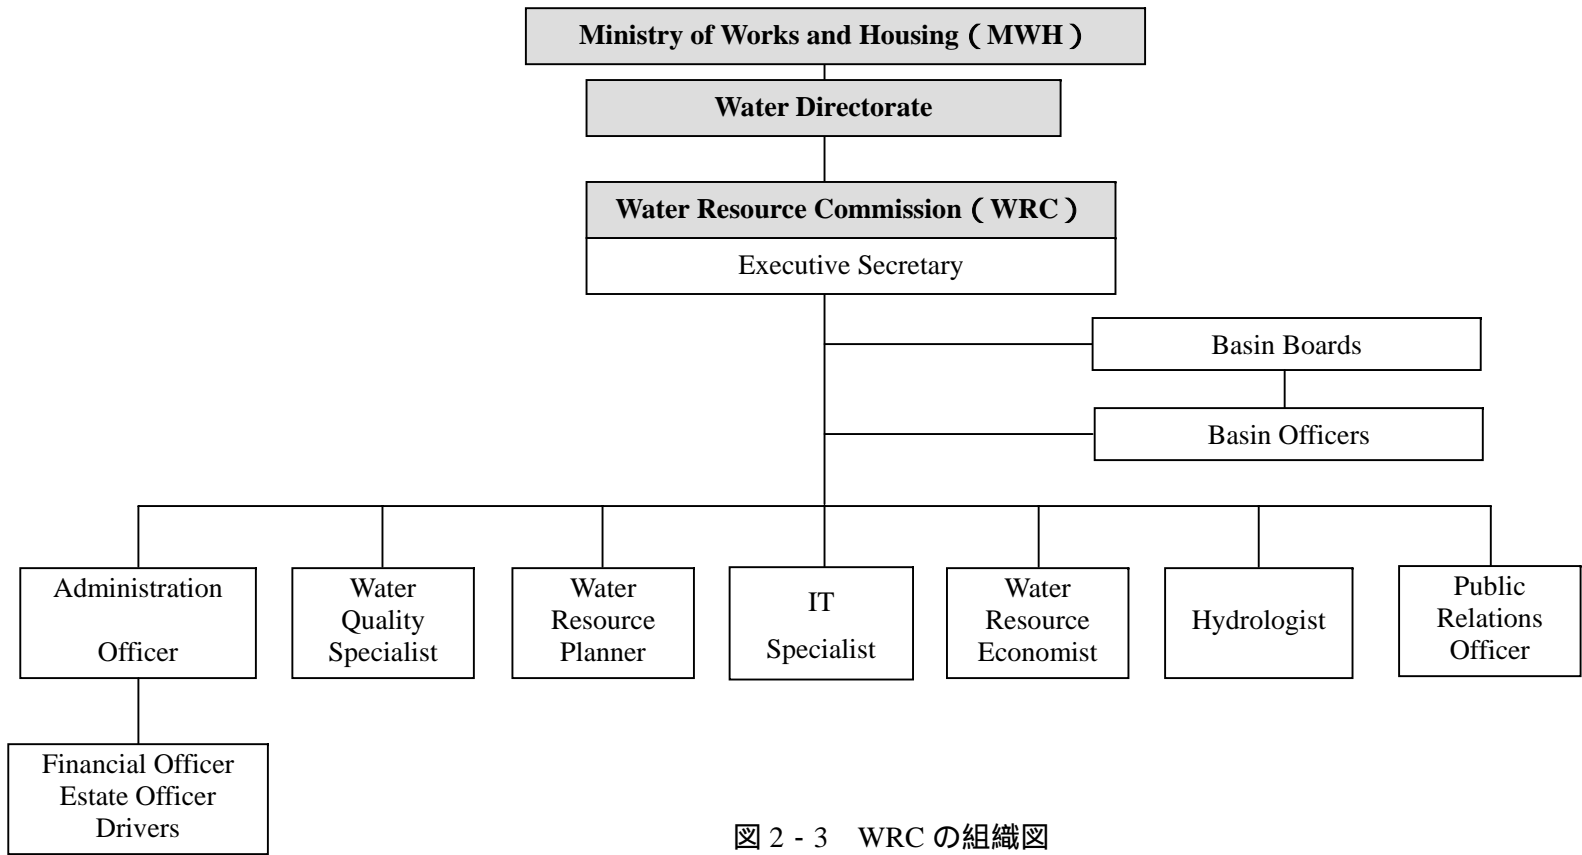 Ministry of Works and Housing（MWH）
Water Directorate
Water Resource Commission（WRC）
Executive Secretary
Basin Boards
Basin Officers
Administration
Officer
Water
Quality
Specialist
Water
Resource
Planner
IT
Specialist
Water
Resource
Economist
Hydrologist
Public
Relations
Officer
Financial Officer
Estate Officer
Drivers
図 2 - 3　WRC の組織図